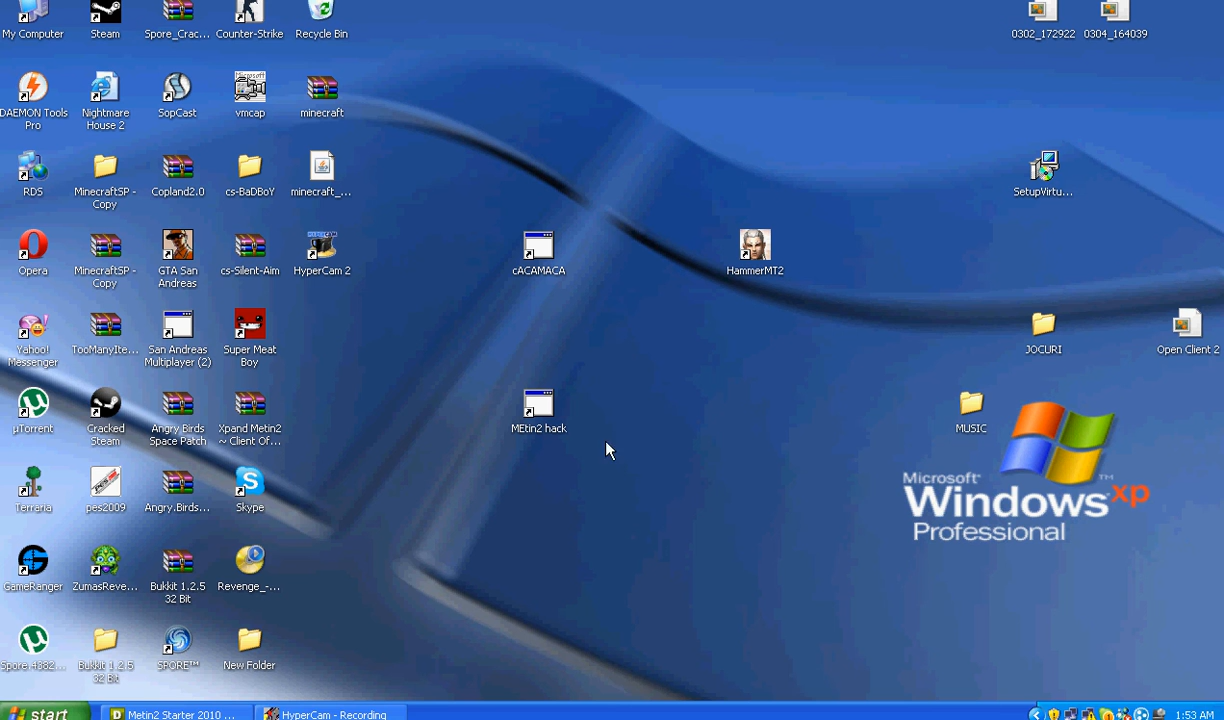 My Computer
Steam
Spore_Crac...
Counter-Strike
Recycle Bin
0302_172922
0304_164039
DAEMON Tools
Pro
Nightmare
House 2
SopCast
Microsoft
vmcap
minecraft
RDS
MinecraftSP -
Copy
Copland2.0
cs-BaDBoY
minecraft_...
SetupVirtu...
Opera
MinecraftSP -
Copy
GTA San
Andreas
cs-Silent-Aim
HYPERCAM
HyperCam 2
cACAMACA
HammerMT2
Yahoo!
Messenger
TooManyIte...
San Andreas
Multiplayer (2)
Super Meat
Boy
JOCURI
Open Client 2
µTorrent
Cracked
Steam
Angry Birds
Space Patch
Xpand Metin2
~ Client Of...
MEtin2 hack
MUSIC
Microsoft®
Windows xp
Professional
TM
Terraria
pes2009
Angry.Birds...
Skype
GameRanger
ZumasReve...
Bukkit 1.2.5
32 Bit
Revenge_-...
Spore.4382...
Bukkit 1.2.5
32 Bit
SPORE™
New Folder
start
Metin2 Starter 2010 ...
HyperCam - Recording
1:53 AM